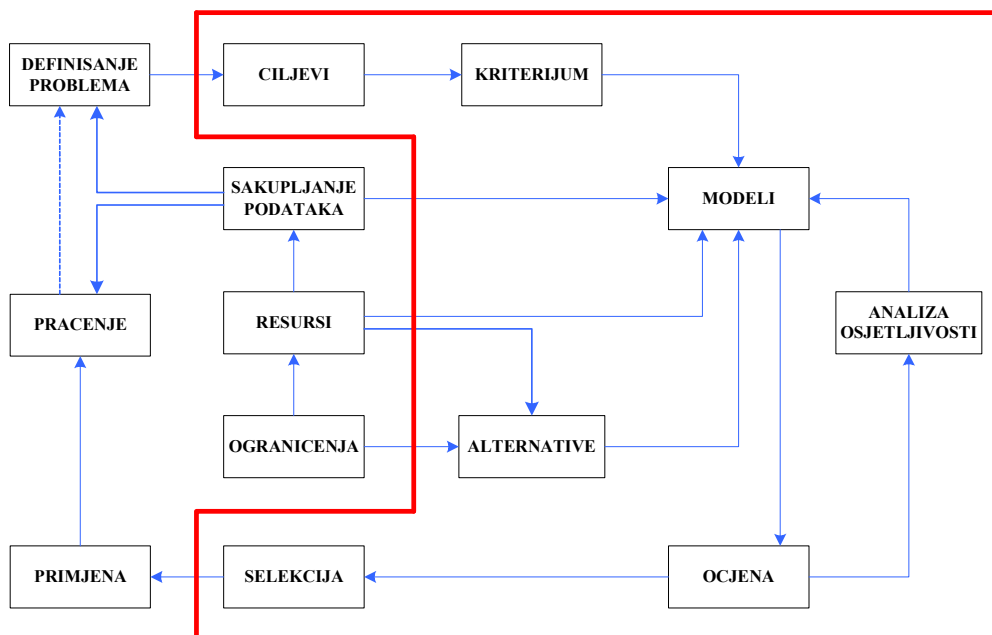 DEFINISANJE
PROBLEMA
CILJEVI
KRITERIJUM
SAKUPLJANJE
PODATAKA
MODELI
PRACENJE
RESURSI
ANALIZA
OSJETLJIVOSTI
OGRANICENJA
ALTERNATIVE
PRIMJENA
SELEKCIJA
OCJENA